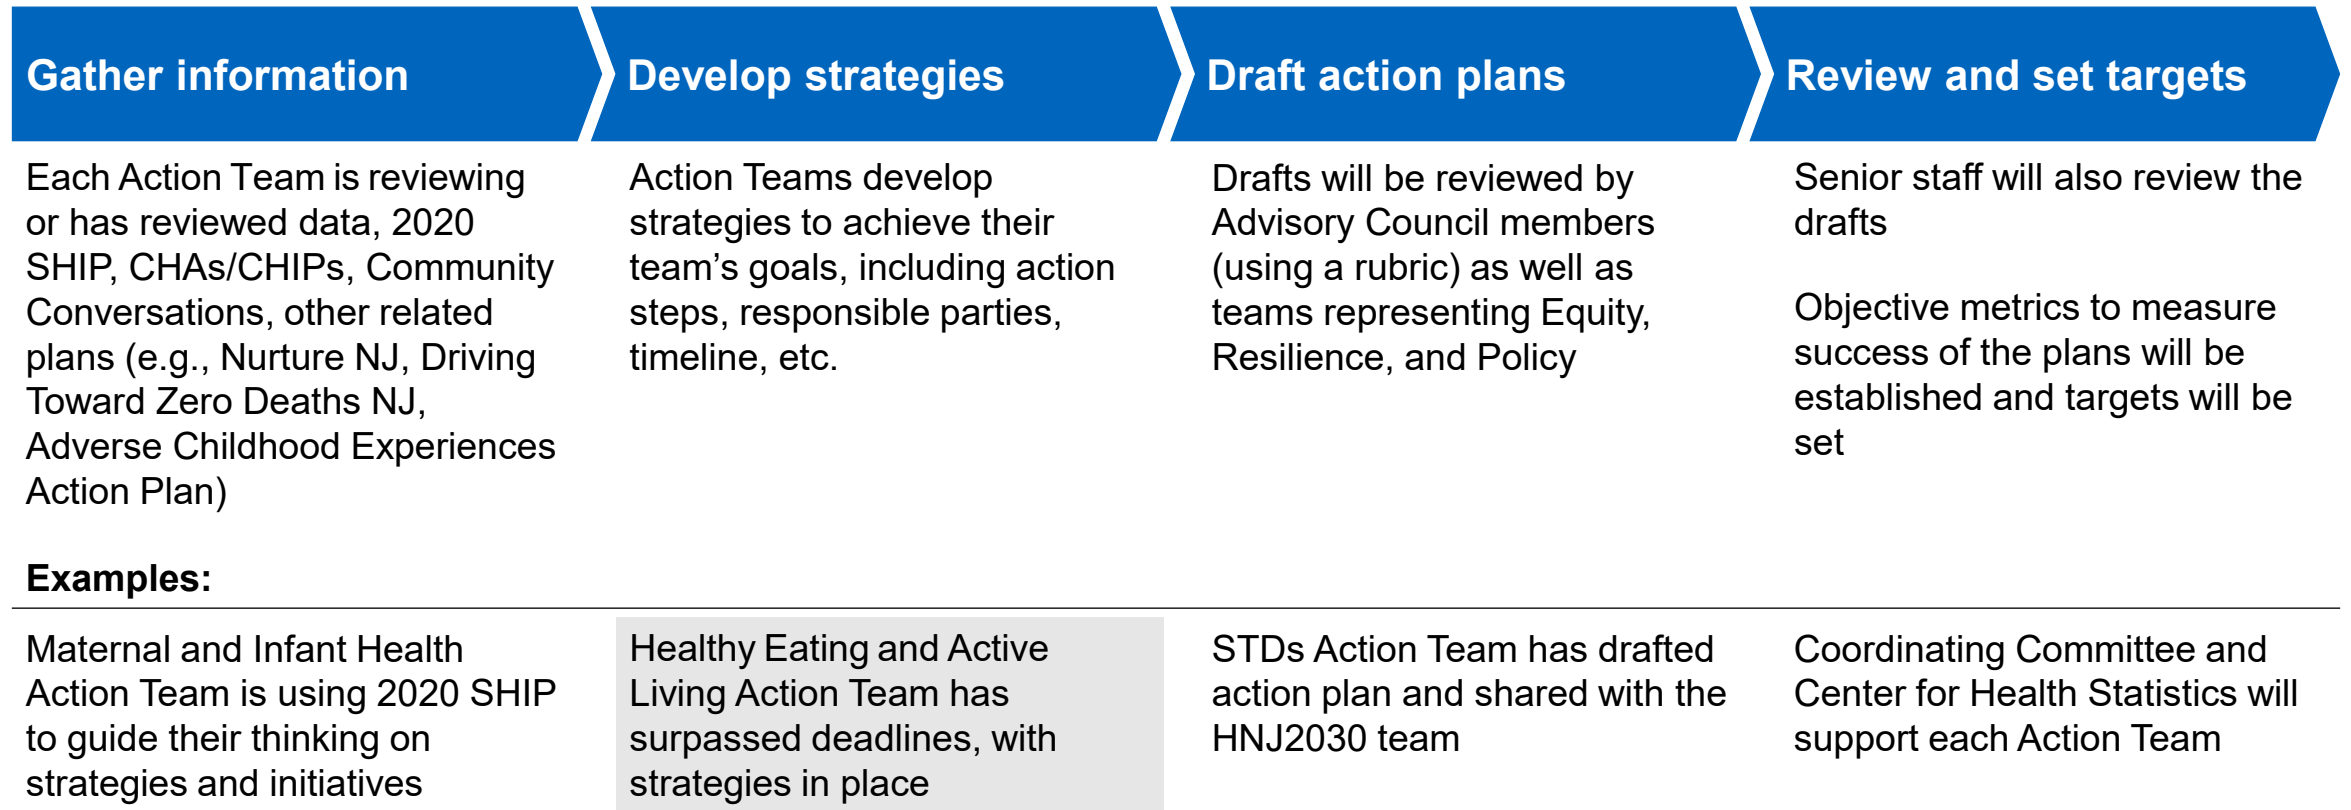 Gather information
Develop strategies
Draft action plans
Review and set targets
Each Action Team is reviewing
or has reviewed data, 2020
SHIP, CHAs/CHIPs, Community
Conversations, other related
plans (e.g., Nurture NJ, Driving
Toward Zero Deaths NJ,
Adverse Childhood Experiences
Action Plan)
Action Teams develop
strategies to achieve their
team’s goals, including action
steps, responsible parties,
timeline, etc.
Drafts will be reviewed by
Advisory Council members
(using a rubric) as well as
teams representing Equity,
Resilience, and Policy
Senior staff will also review the
drafts
Objective metrics to measure
success of the plans will be
established and targets will be
set
Examples:
Maternal and Infant Health
Action Team is using 2020 SHIP
to guide their thinking on
strategies and initiatives
Healthy Eating and Active
Living Action Team has
surpassed deadlines, with
strategies in place
STDs Action Team has drafted
action plan and shared with the
HNJ2030 team
Coordinating Committee and
Center for Health Statistics will
support each Action Team